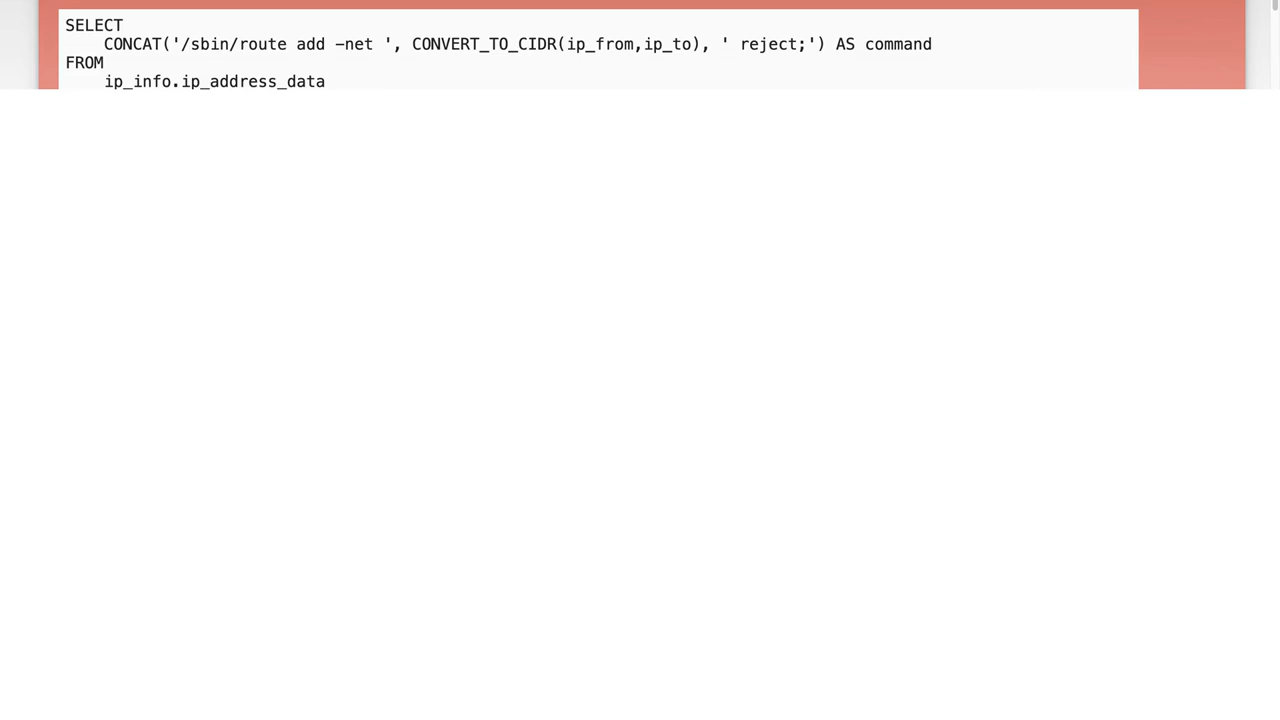 SELECT
    CONCAT('/sbin/route add -net ', CONVERT_TO_CIDR(ip_from,ip_to), ' reject;') AS command
FROM
    ip_info.ip_address_data